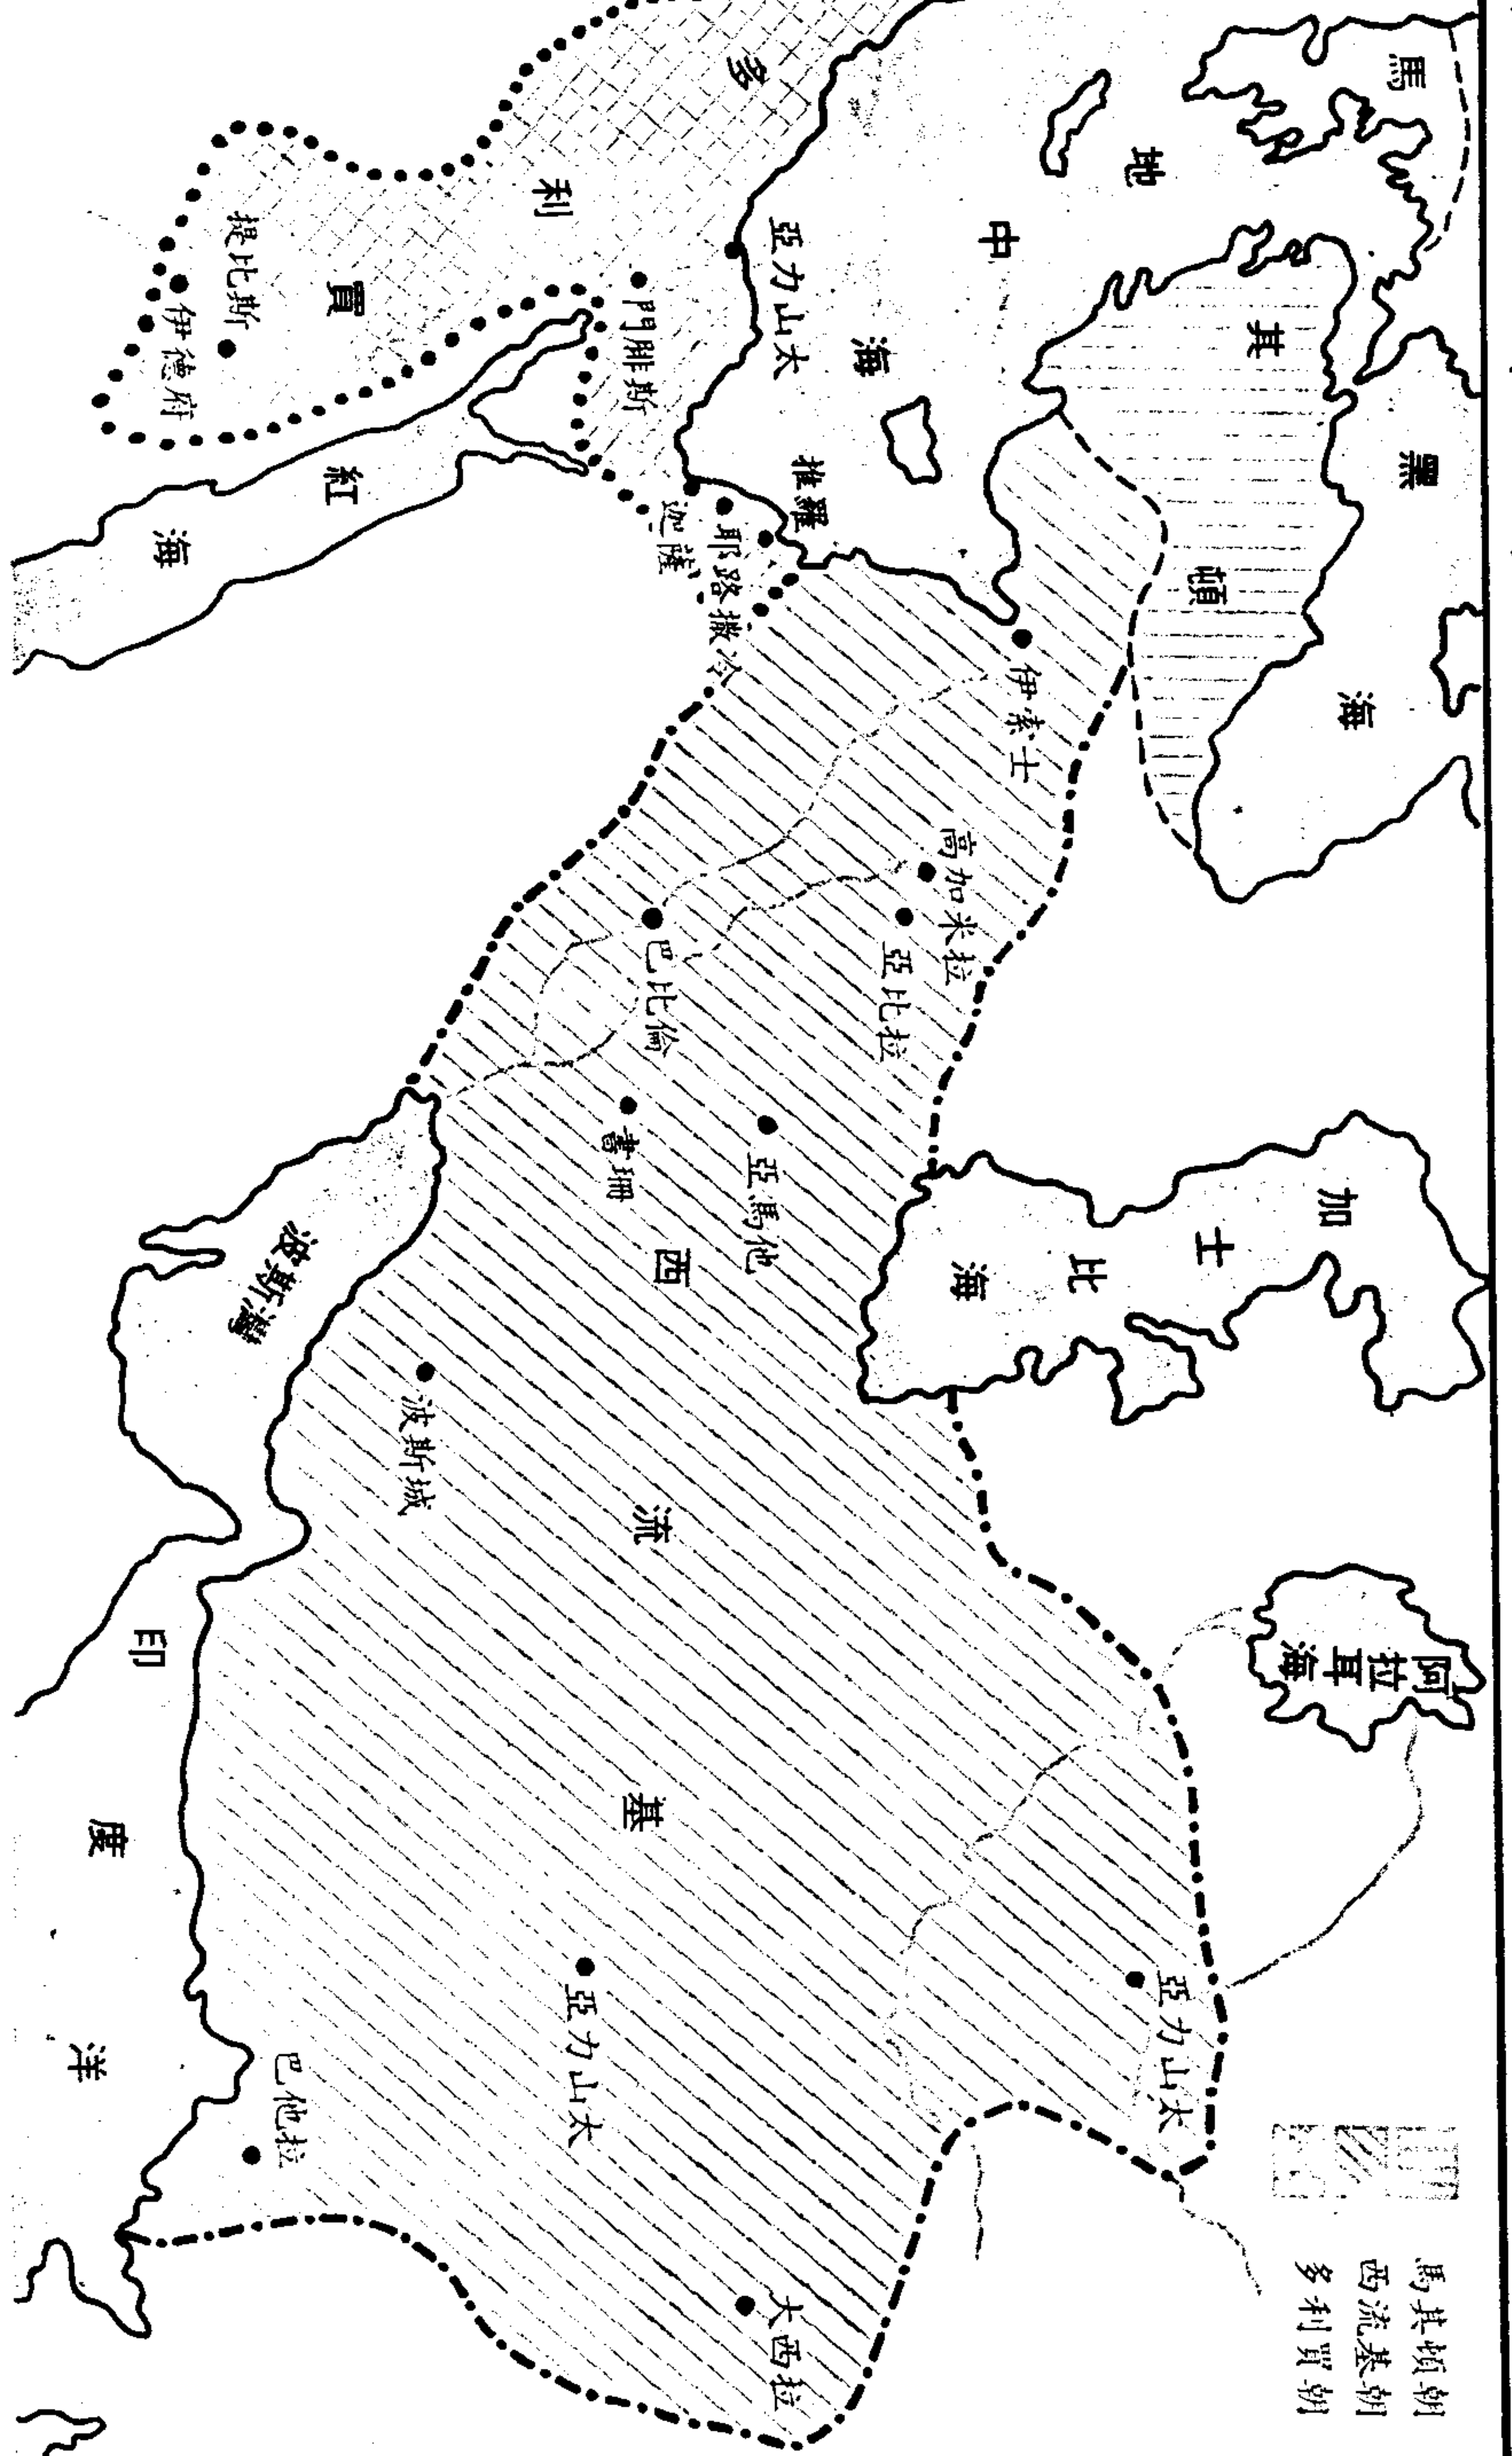 馬其頓
地中海
黑海
加士比海
阿拉耳海
多利買
西流基
紅海
波斯灣
印度洋
亞力山太
門腓斯
提比斯
伊德府
推羅
耶路撒冷
迦薩
伊索士
高加米拉
亞比拉
巴比倫
書珊
亞馬他
波斯城
亞力山太
亞力山太
巴他拉
大西拉
馬其頓朝
西流基朝
多利買朝